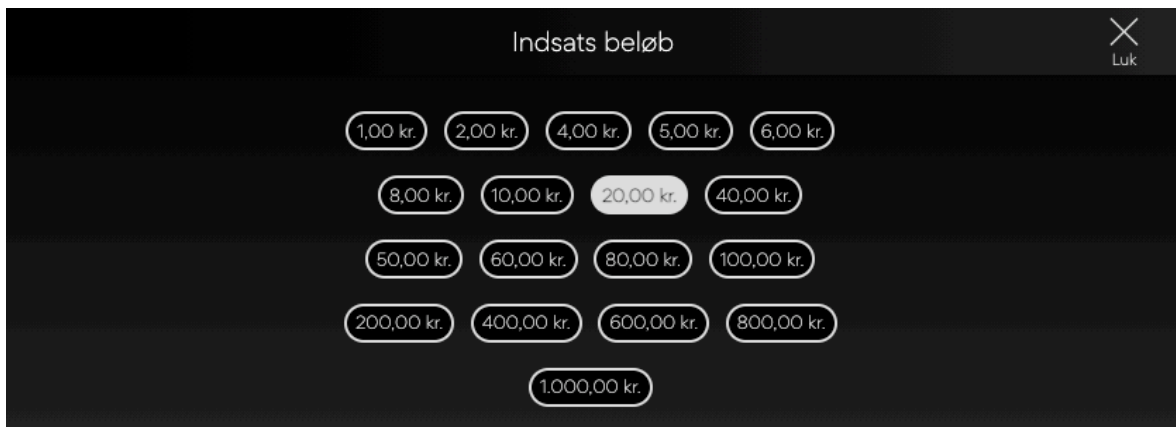 Indsats beløb
Luk
1,00 kr. 2,00 kr. 4,00 kr. 5,00 kr. 6,00 kr.
8,00 kr. 10,00 kr. 20,00 kr. 40,00 kr.
50,00 kr. 60,00 kr. 80,00 kr. 100,00 kr.
200,00 kr. 400,00 kr. 600,00 kr. 800,00 kr.
1.000,00 kr.